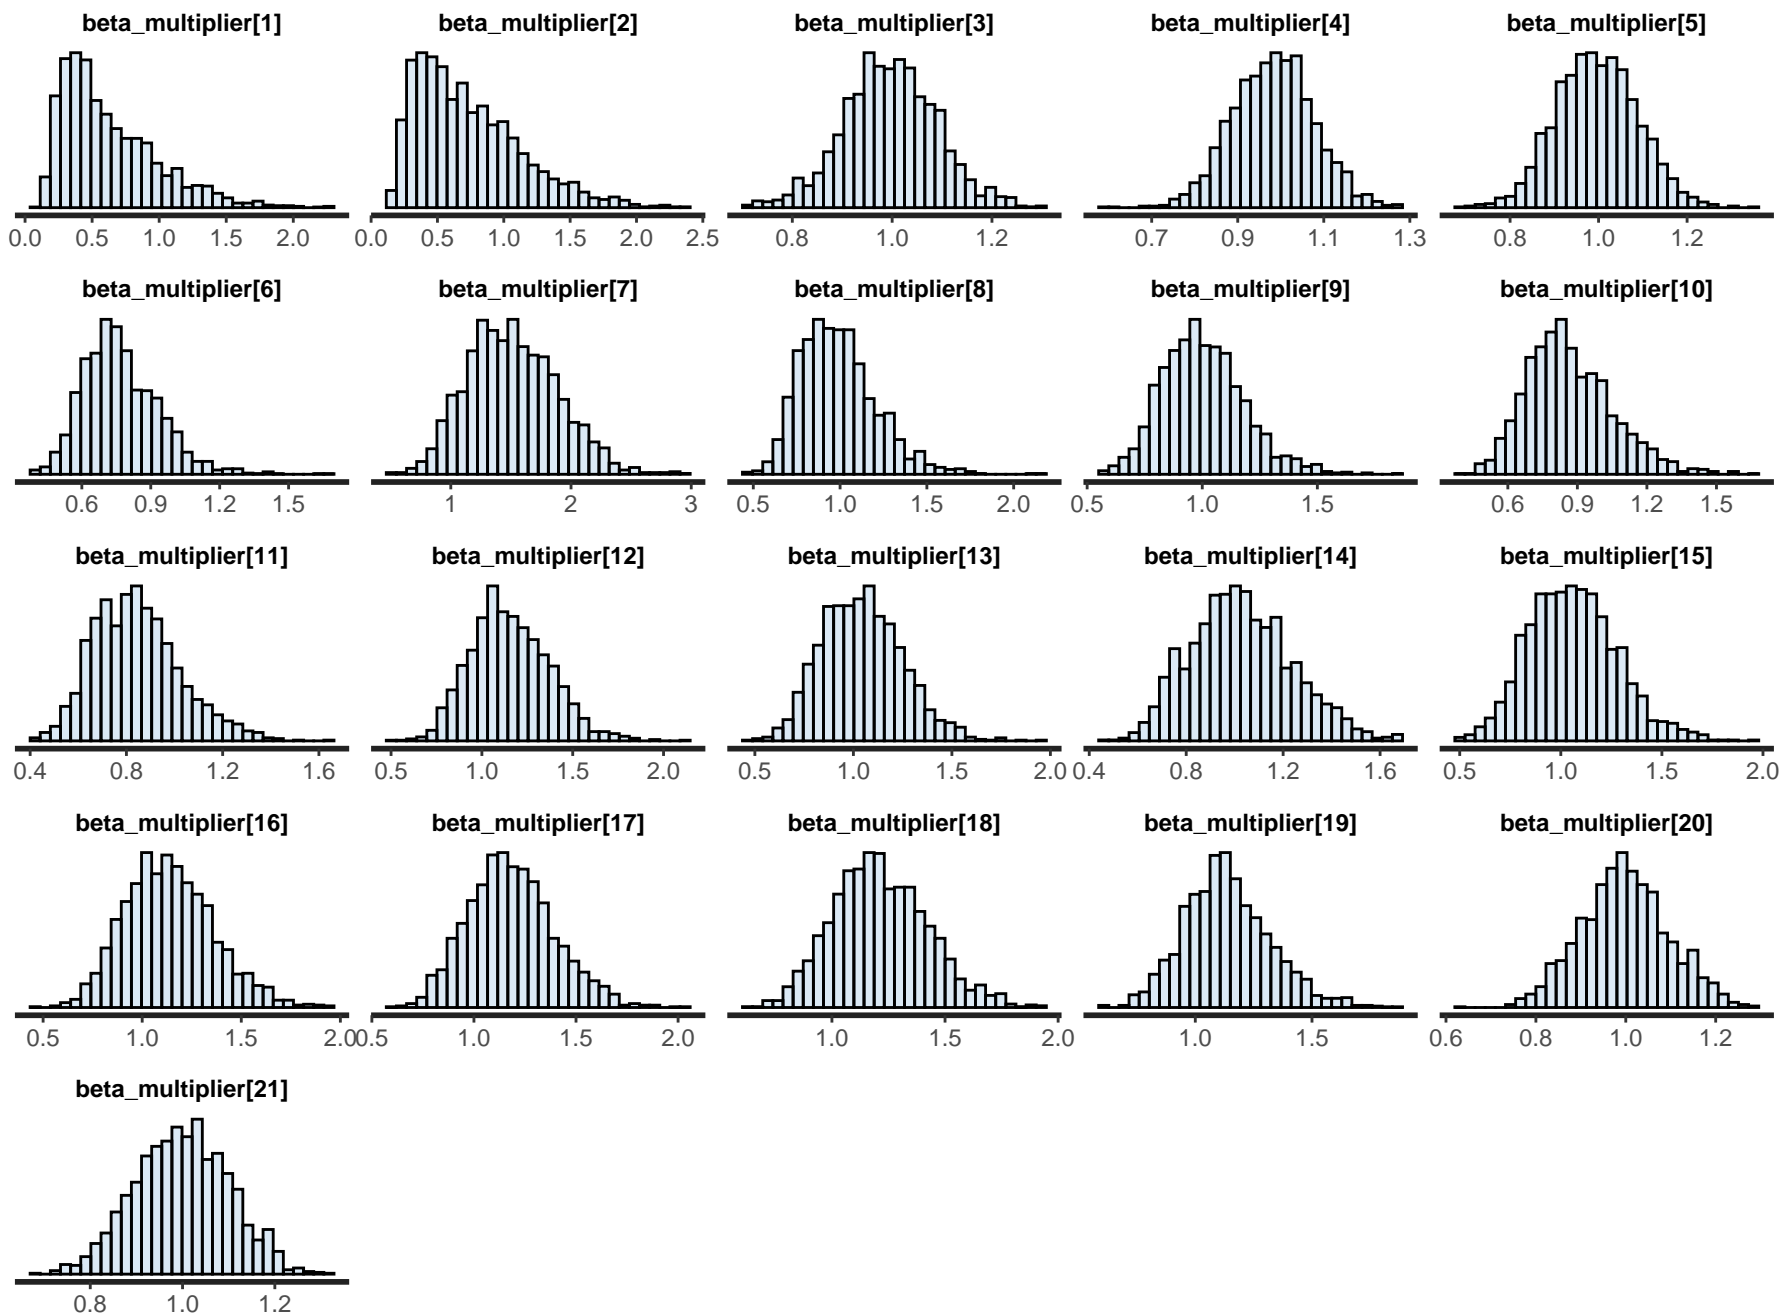 beta_multiplier[1] beta_multiplier[2] beta_multiplier[3] beta_multiplier[4] beta_multiplier[5]
0.0 0.5 1.0 1.5 2.0 0.0 0.5 1.0 1.5 2.0 2.5 0.8 1.0 1.2 0.7 0.9 1.1 1.3 0.8 1.0 1.2
beta_multiplier[6] beta_multiplier[7] beta_multiplier[8] beta_multiplier[9] beta_multiplier[10]
0.6 0.9 1.2 1.5 1 2 3 0.5 1.0 1.5 2.0 0.5 1.0 1.5 0.6 0.9 1.2 1.5
beta_multiplier[11] beta_multiplier[12] beta_multiplier[13] beta_multiplier[14] beta_multiplier[15]
0.4 0.8 1.2 1.6 0.5 1.0 1.5 2.0 0.5 1.0 1.5 2.0 0.4 0.8 1.2 1.6 0.5 1.0 1.5 2.0
beta_multiplier[16] beta_multiplier[17] beta_multiplier[18] beta_multiplier[19] beta_multiplier[20]
0.5 1.0 1.5 2.0 0.5 1.0 1.5 2.0 1.0 1.5 2.0 1.0 1.5 0.6 0.8 1.0 1.2
beta_multiplier[21]
0.8 1.0 1.2